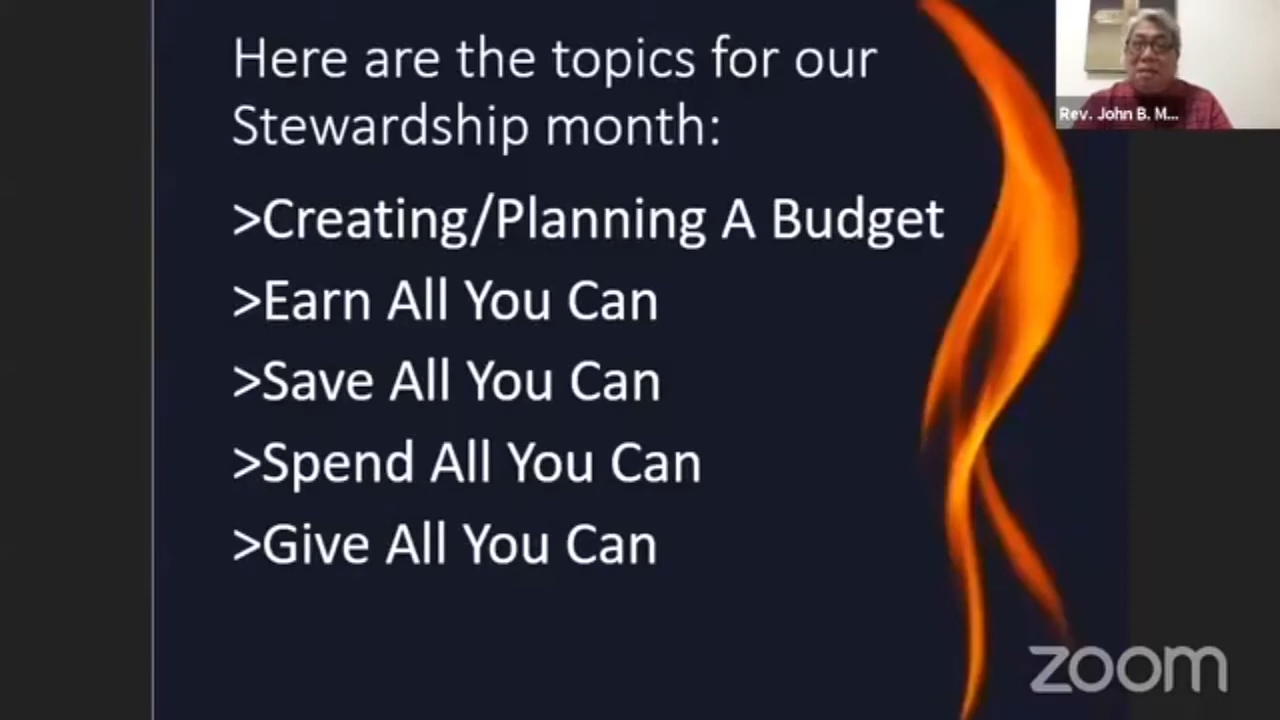 Here are the topics for our
Stewardship month:
>Creating/Planning A Budget
>Earn All You Can
>Save All You Can
>Spend All You Can
>Give All You Can
Rev. John B. M...
zoom